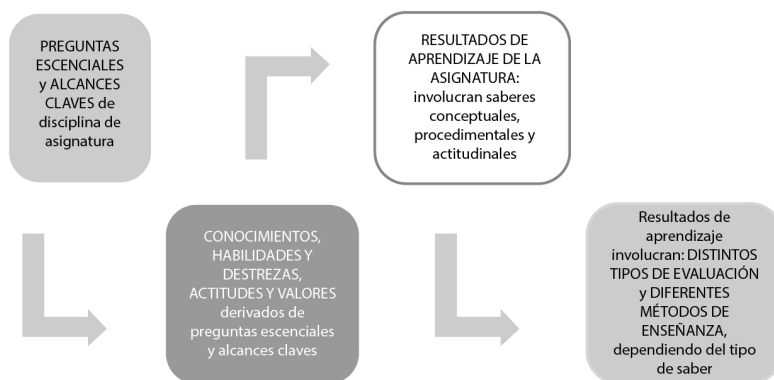 PREGUNTAS
ESCENCIALES
y ALCANCES
CLAVES de
disciplina de
asignatura
CONOCIMIENTOS,
HABILIDADES Y
DESTREZAS,
ACTITUDES Y VALORES
derivados de
preguntas escenciales
y alcances claves
RESULTADOS DE
APRENDIZAJE DE LA
ASIGNATURA:
involucran saberes
conceptuales,
procedimentales y
actitudinales
Resultados de
aprendizaje
involucran: DISTINTOS
TIPOS DE EVALUACIÓN
y DIFERENTES
MÉTODOS DE
ENSEÑANZA,
dependiendo del tipo
de saber